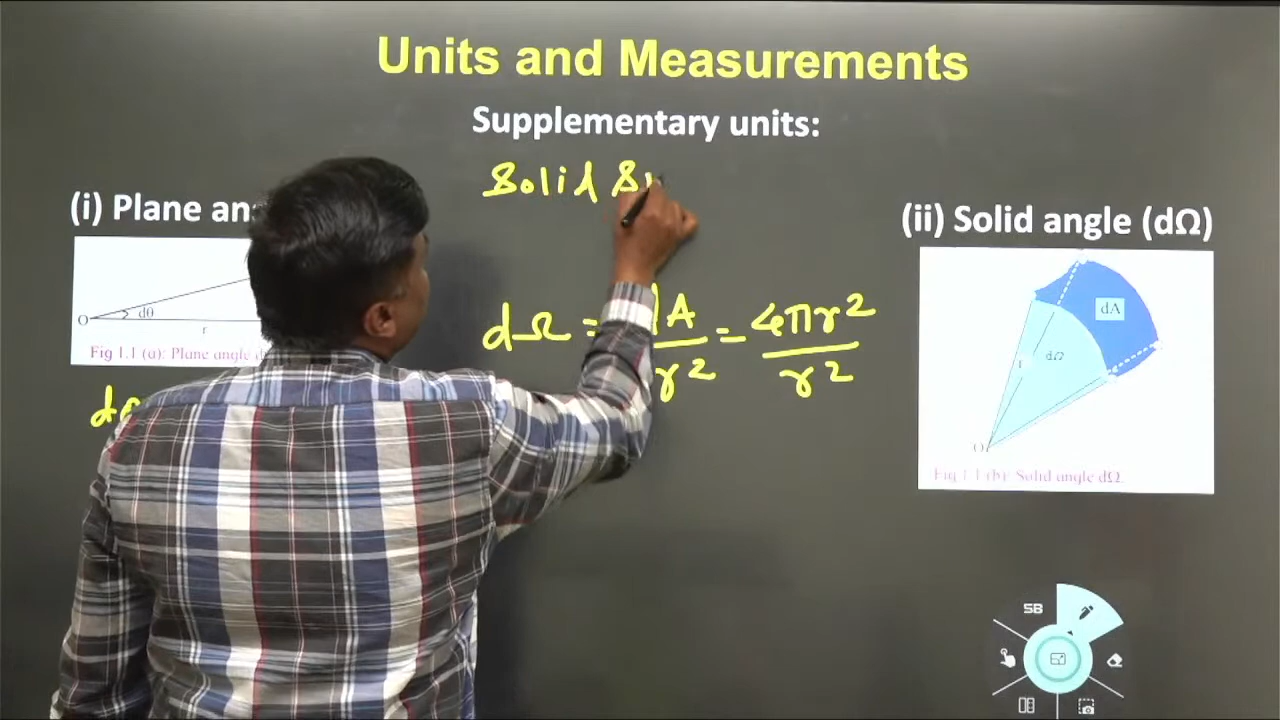 Units and Measurements
Supplementary units:
Solid
(i) Plane
(ii) Solid angle (dΩ)
O
dθ
r
Fig 1.1 (a): Plane angle
dΩ = dA/r² = 4πr²/r²
dA
dΩ
r
O
Fig 1.1 (b): Solid angle dΩ.
SB